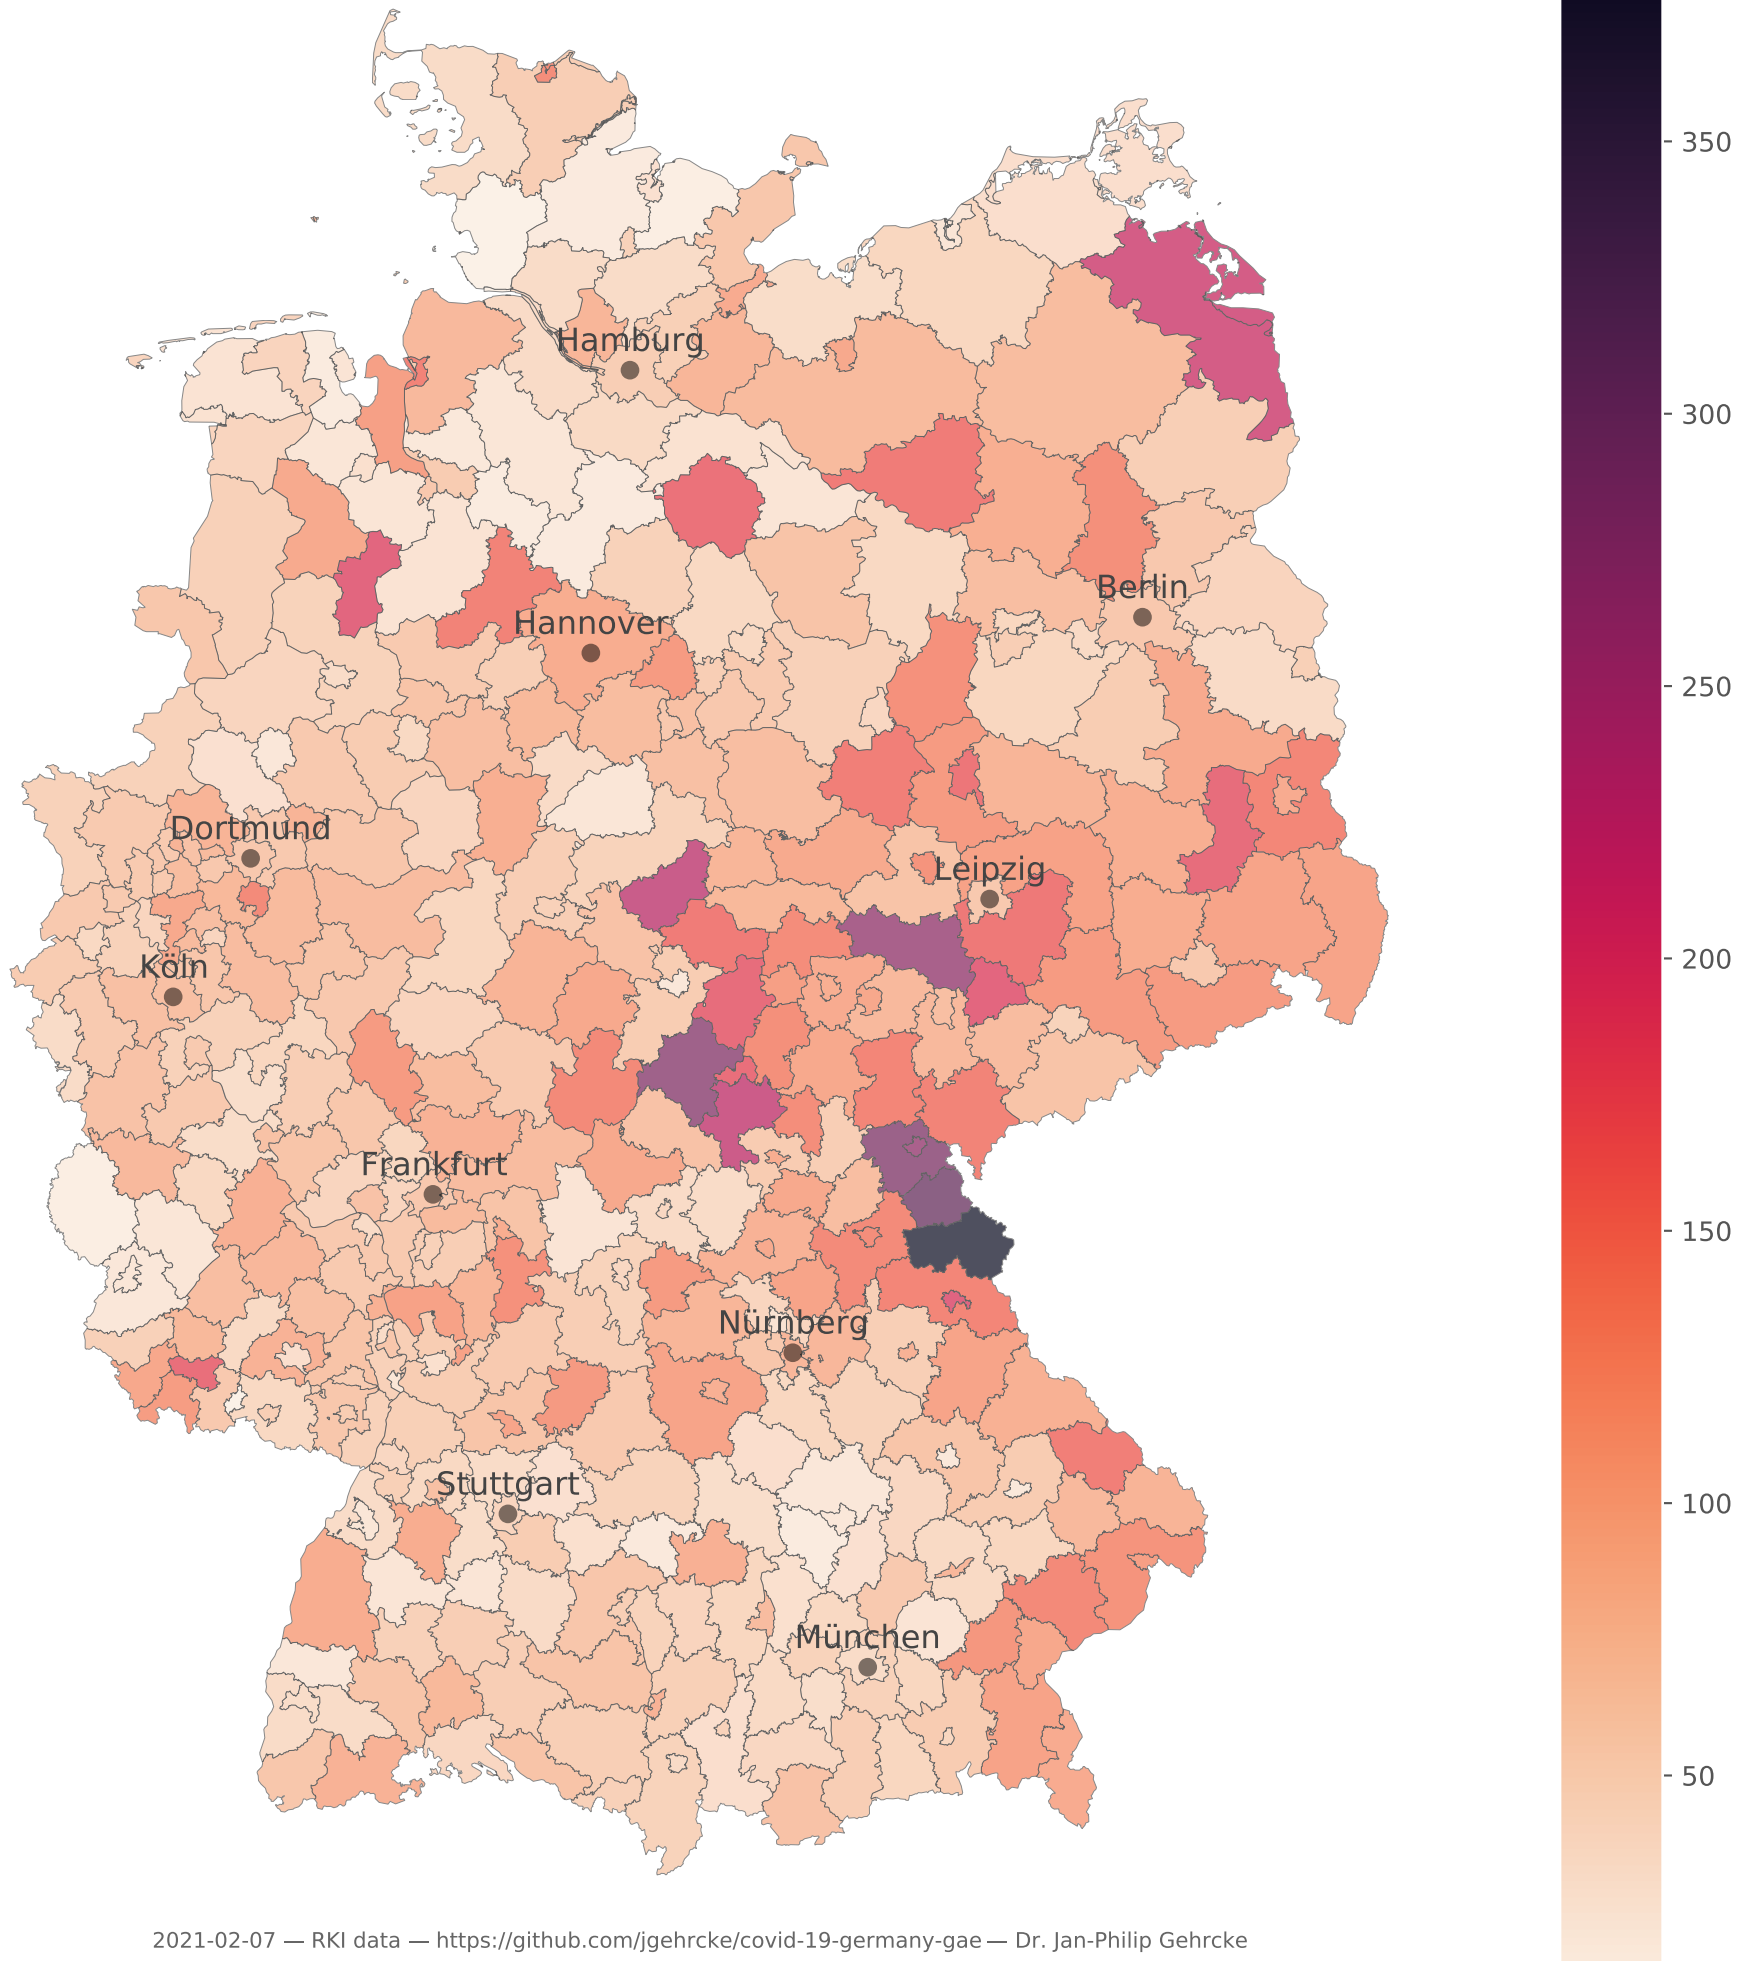 350
Hamburg
300
Berlin
Hannover
250
Dortmund
Leipzig
200
Köln
Frankfurt
150
Nürnberg
Stuttgart
100
München
50
2021-02-07 — RKI data — https://github.com/jgehrcke/covid-19-germany-gae — Dr. Jan-Philip Gehrcke